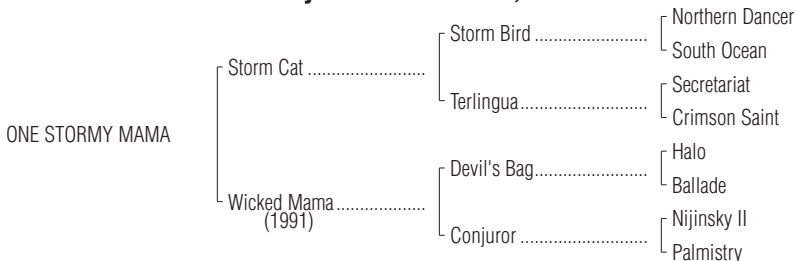 Northern Dancer
Storm Bird ..........................
South Ocean
Storm Cat ...........................
Secretariat
Terlingua.............................
Crimson Saint
ONE STORMY MAMA
Halo
Devil's Bag..........................
Ballade
Wicked Mama....................
(1991)
Nijinsky II
Conjuror .............................
Palmistry